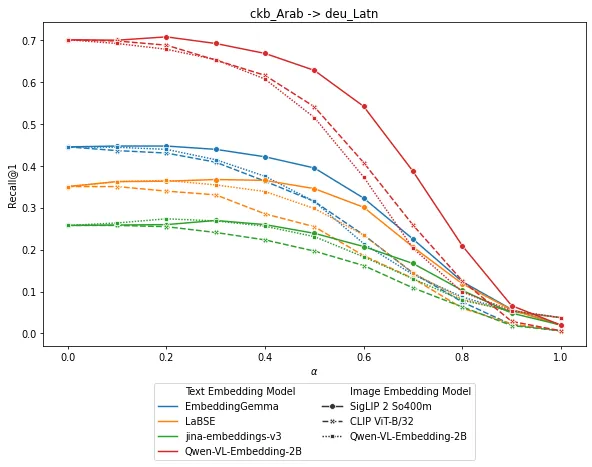 ckb_Arab -> deu_Latn
Recall@1
0.7
0.6
0.5
0.4
0.3
0.2
0.1
0.0
0.0 0.2 0.4 0.6 0.8 1.0
α
Text Embedding Model Image Embedding Model
EmbeddingGemma SigLIP 2 So400m
LaBSE CLIP ViT-B/32
jina-embeddings-v3 Qwen-VL-Embedding-2B
Qwen-VL-Embedding-2B